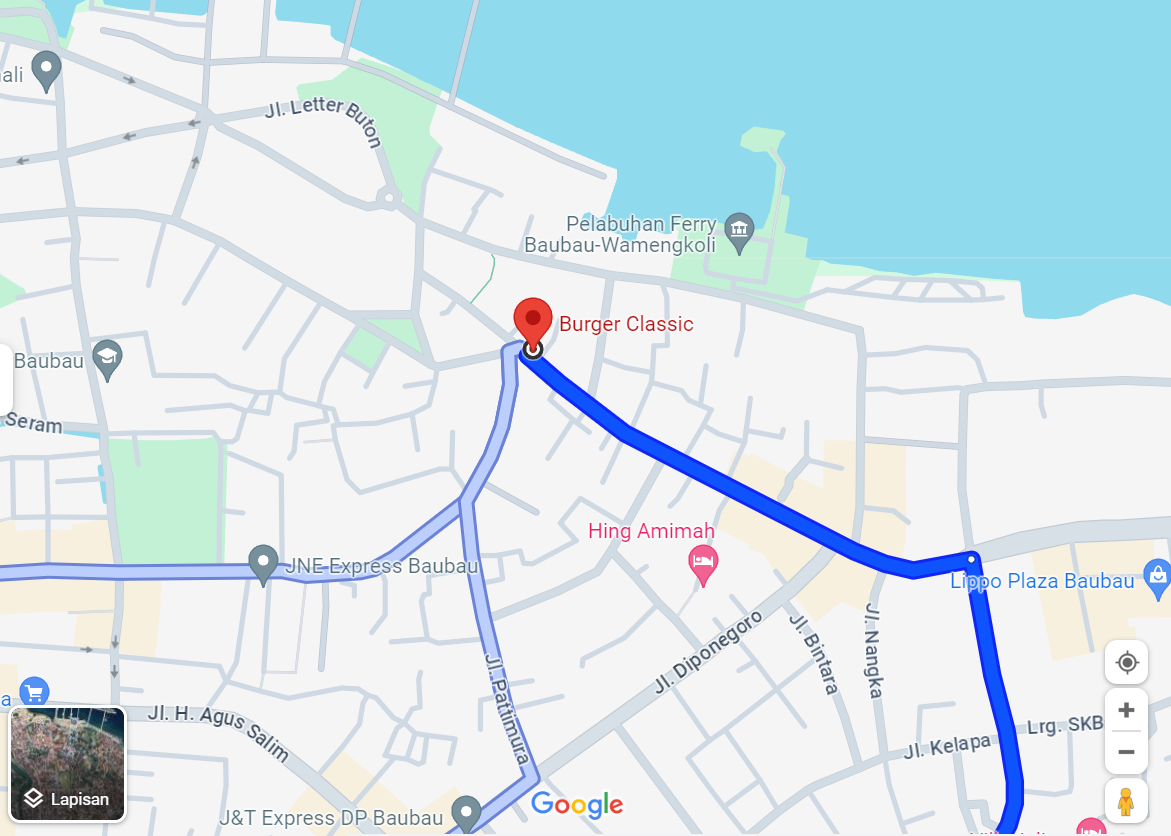 ali
Jl. Letter Buton
Pelabuhan Ferry
Baubau-Wamengkoli
Burger Classic
Baubau
Seram
Hing Amimah
JNE Express Baubau
Lippo Plaza Baubau
Jl. Diponegoro
Jl. Bintara
Jl. Nangka
Jl. Pattimura
a
Jl. H. Agus Salim
Lrg. SKB
Jl. Kelapa
Lapisan
Google
J&T Express DP Baubau